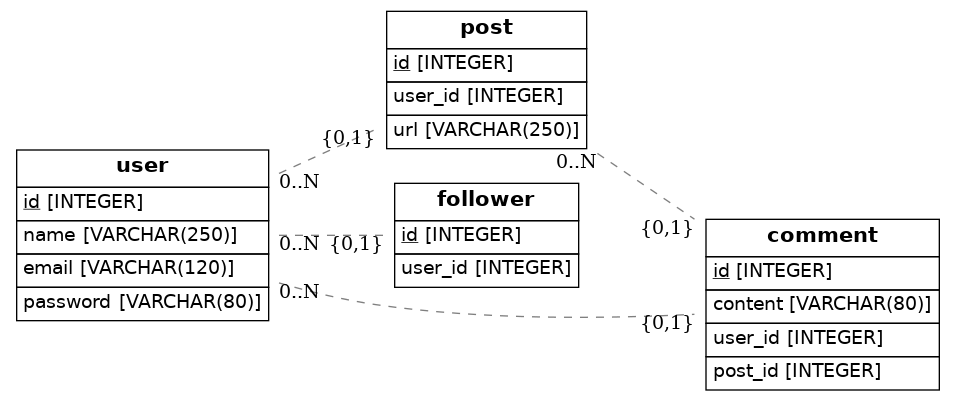 post
id [INTEGER]
user_id [INTEGER]
url [VARCHAR(250)]
{0,1}
0..N
user
id [INTEGER]
name [VARCHAR(250)]
email [VARCHAR(120)]
password [VARCHAR(80)]
0..N
0..N
{0,1}
0..N
follower
id [INTEGER]
user_id [INTEGER]
{0,1}
{0,1}
comment
id [INTEGER]
content [VARCHAR(80)]
user_id [INTEGER]
post_id [INTEGER]